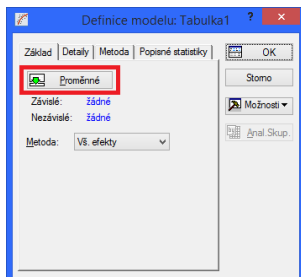 Definice modelu: Tabulka1 ? ×
Základ Detaily Metoda Popisné statistiky
OK
Proměnné
Storno
Závislé: žádné
Nezávislé: žádné
Možnosti
Metoda: Vš. efekty
Anal.Skup.